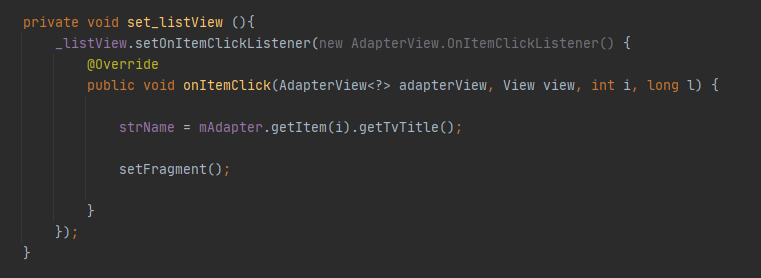 private void set_listView (){
    _listView.setOnItemClickListener(new AdapterView.OnItemClickListener() {
        @Override
        public void onItemClick(AdapterView<?> adapterView, View view, int i, long l) {
            strName = mAdapter.getItem(i).getTvTitle();
            setFragment();
        }
    });
}